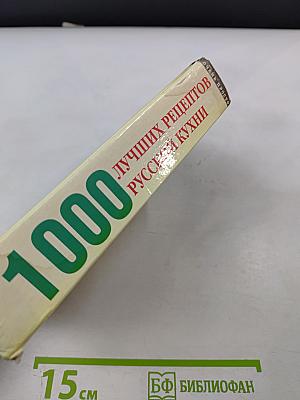 1000
ЛУЧШИХ РЕЦЕПТОВ
РУССКОЙ КУХНИ
15 см
БФ БИБЛИОФАН